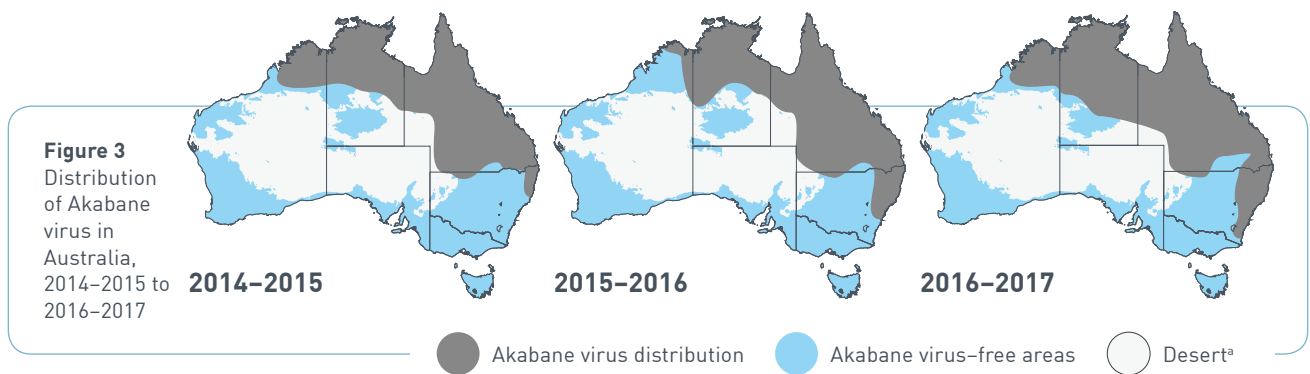 Figure 3
Distribution
of Akabane
virus in
Australia,
2014–2015 to
2016–2017
2014–2015
2015–2016
2016–2017
Akabane virus distribution
Akabane virus–free areas
Desertᵃ